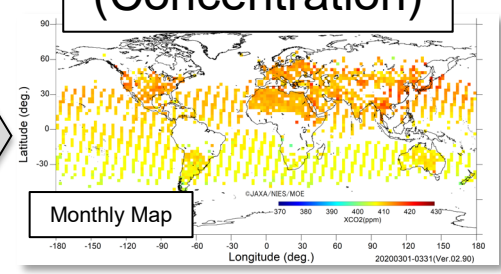 (Concentration)
Latitude (deg.)
90
60
30
0
-30
©JAXA/NIES/MOE
370 380 390 400 410 420 430
XCO2(ppm)
Monthly Map
-180 -150 -120 -90 -60 -30 0 30 60 90 120 150 180
Longitude (deg.)
20200301-0331(Ver.02.90)